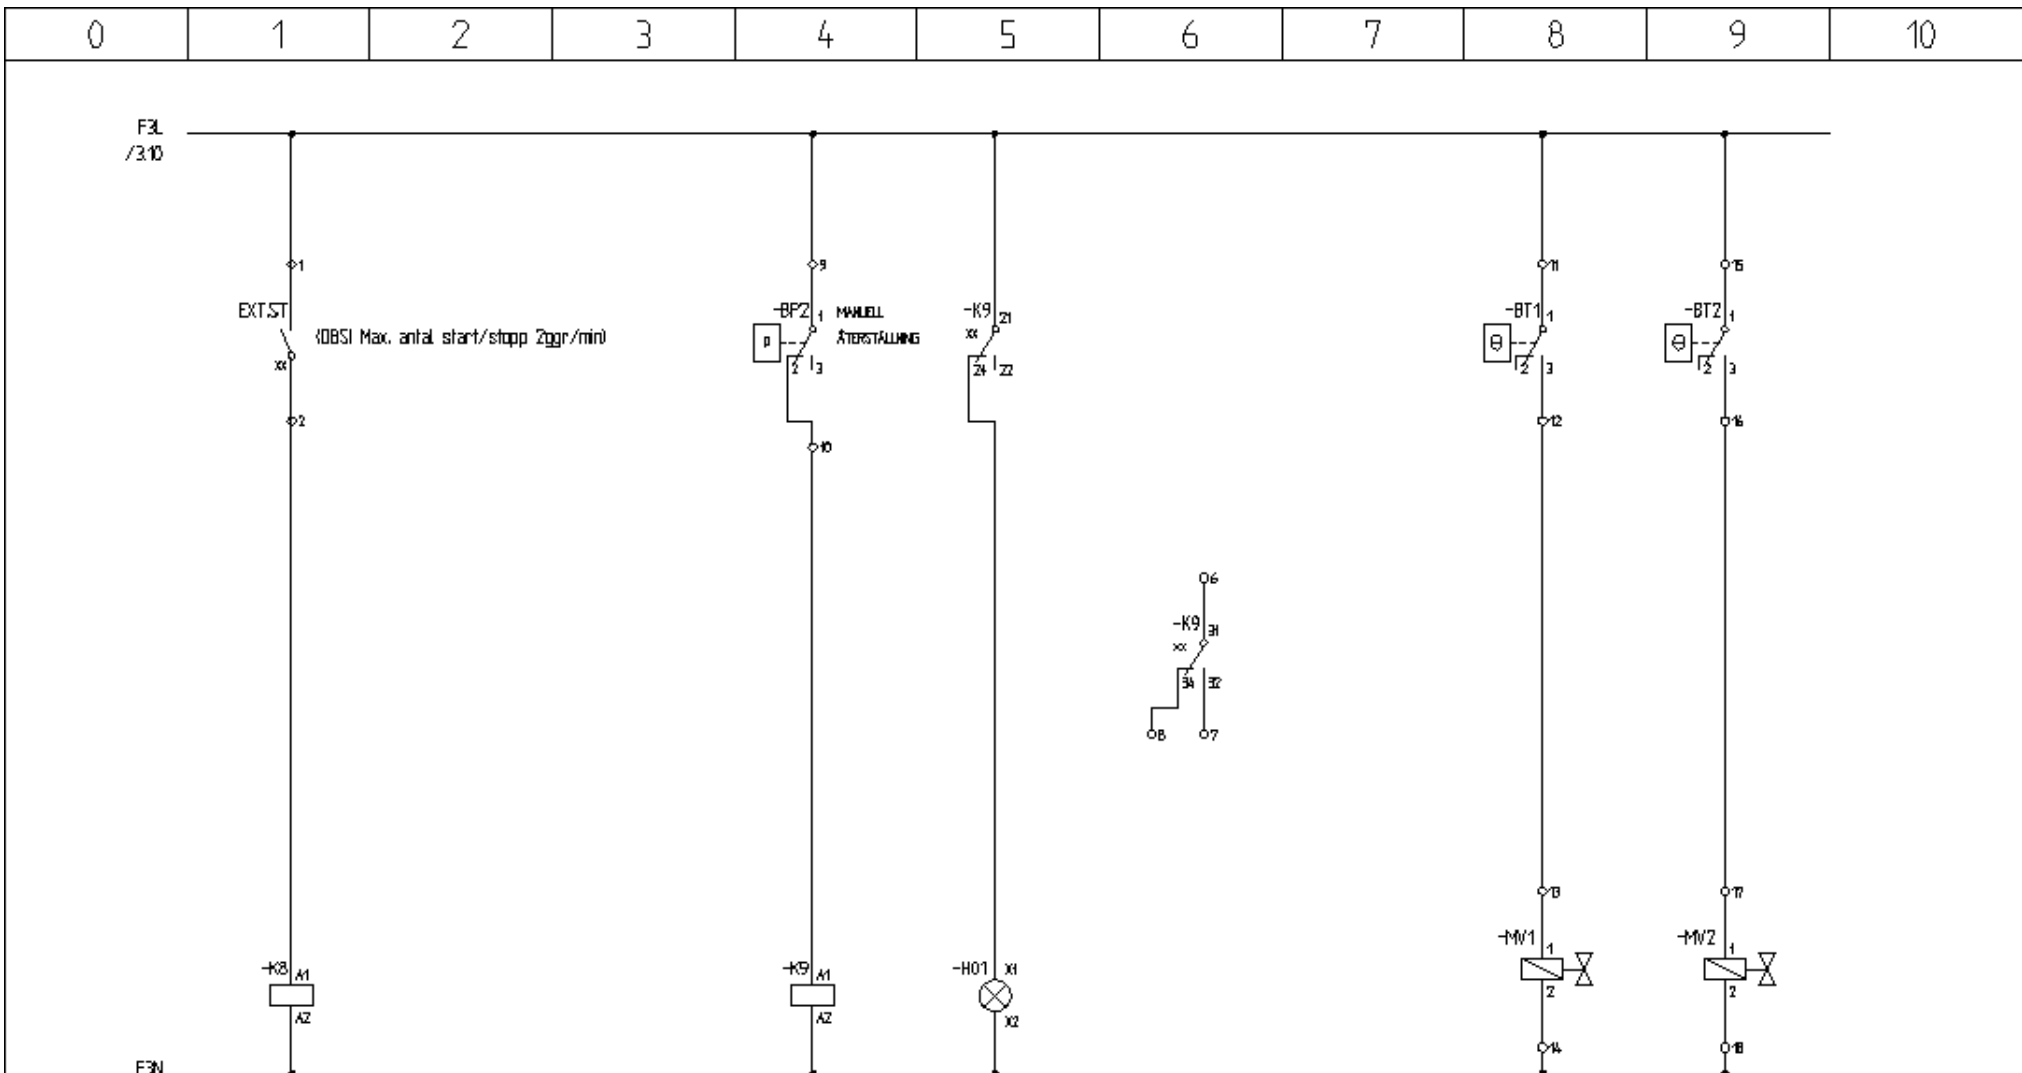 0 1 2 3 4 5 6 7 8 9 10
F3L
/3.10
1 9 11 15
EXT.ST -BP2 1 MANUELL -K9 21 -BT1 1 -BT2 1
(OBS! Max. antal start/stopp 2ggr/min) P ÅTERSTÄLLNING xx θ θ
xx 2 3 24 22 2 3 2 3
2 12 16
10
6
-K9 31
xx
34 32
8 7
13 17
-MV1 1 -MV2 1
-K8 A1 -K9 A1 -H01 X1
2 2
A2 A2 X2
14 18
F3N